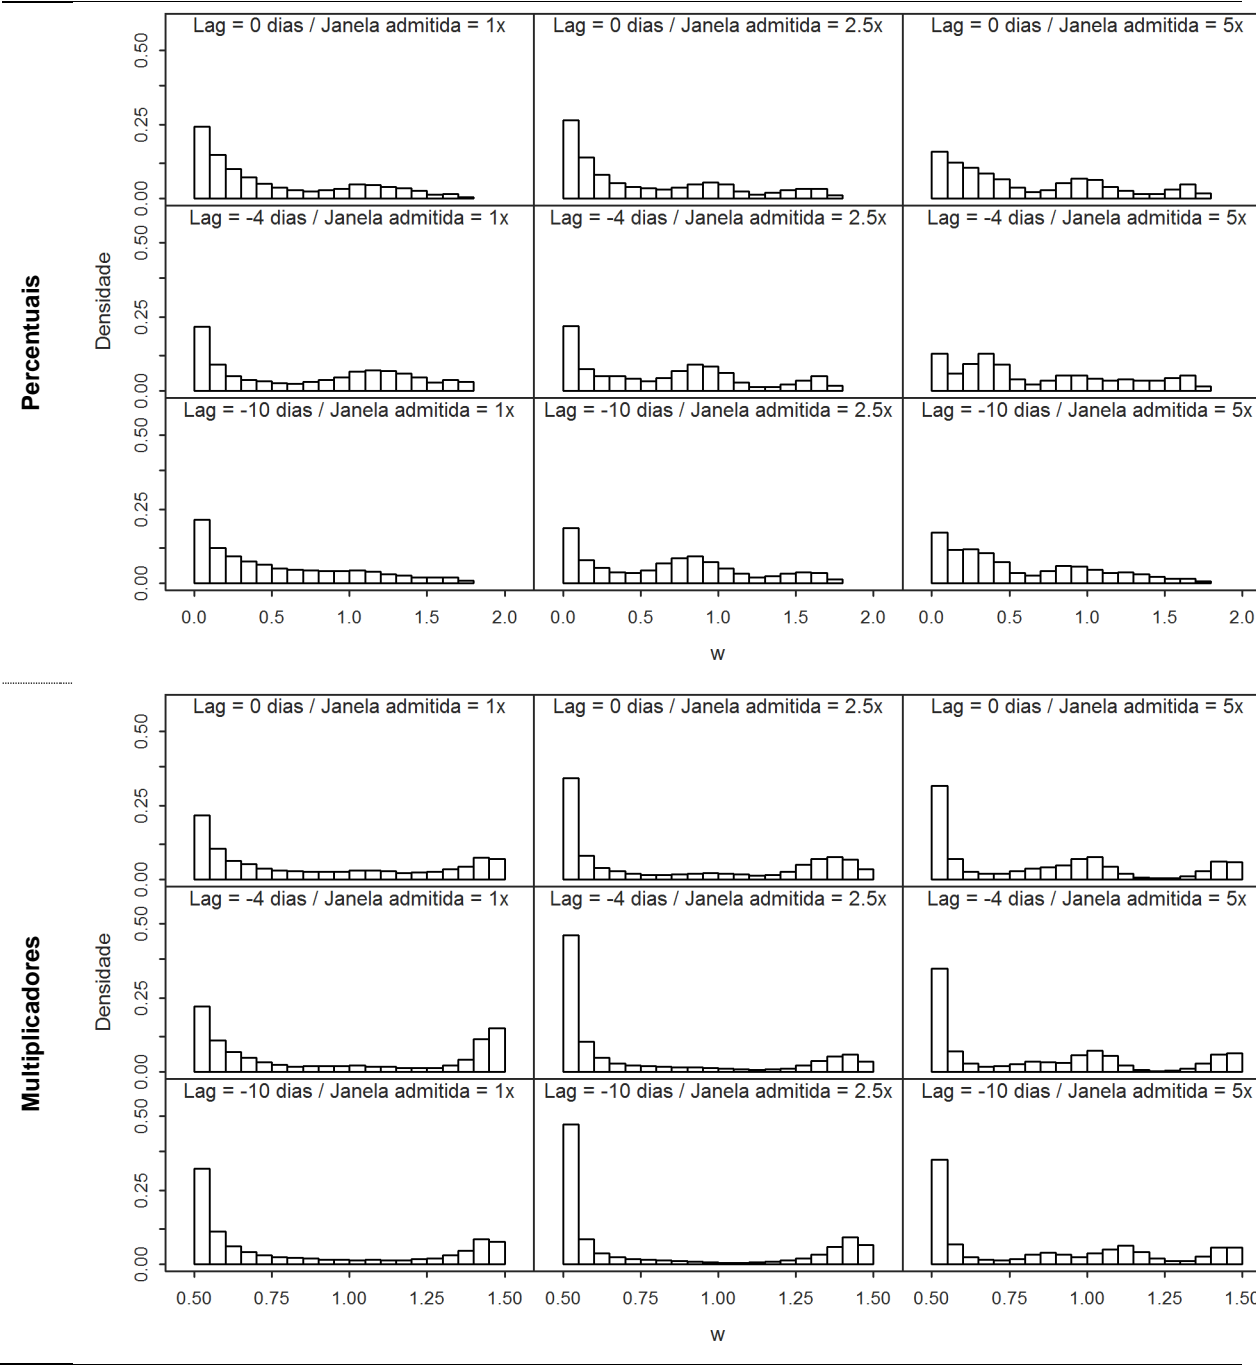 Percentuais
Densidade
Lag = 0 dias / Janela admitida = 1x
Lag = 0 dias / Janela admitida = 2.5x
Lag = 0 dias / Janela admitida = 5x
0.50
0.25
0.00
Lag = -4 dias / Janela admitida = 1x
Lag = -4 dias / Janela admitida = 2.5x
Lag = -4 dias / Janela admitida = 5x
0.50
0.25
0.00
Lag = -10 dias / Janela admitida = 1x
Lag = -10 dias / Janela admitida = 2.5x
Lag = -10 dias / Janela admitida = 5x
0.50
0.25
0.00
0.0 0.5 1.0 1.5 2.0 0.0 0.5 1.0 1.5 2.0 0.0 0.5 1.0 1.5 2.0
w
Multiplicadores
Densidade
Lag = 0 dias / Janela admitida = 1x
Lag = 0 dias / Janela admitida = 2.5x
Lag = 0 dias / Janela admitida = 5x
0.50
0.25
0.00
Lag = -4 dias / Janela admitida = 1x
Lag = -4 dias / Janela admitida = 2.5x
Lag = -4 dias / Janela admitida = 5x
0.50
0.25
0.00
Lag = -10 dias / Janela admitida = 1x
Lag = -10 dias / Janela admitida = 2.5x
Lag = -10 dias / Janela admitida = 5x
0.50
0.25
0.00
0.50 0.75 1.00 1.25 1.50 0.50 0.75 1.00 1.25 1.50 0.50 0.75 1.00 1.25 1.50
w